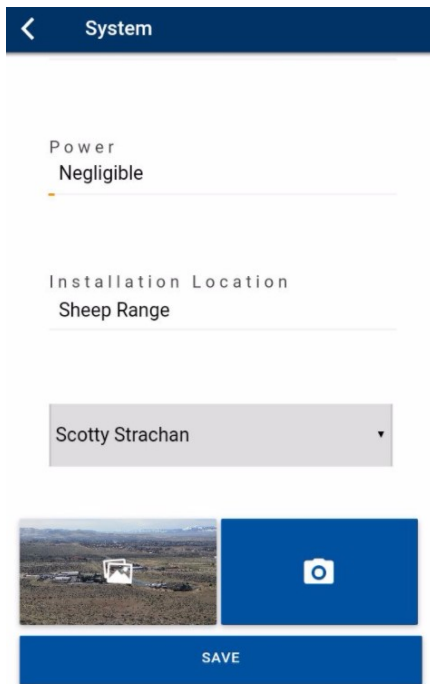 System
Power
Negligible
Installation Location
Sheep Range
Scotty Strachan
SAVE